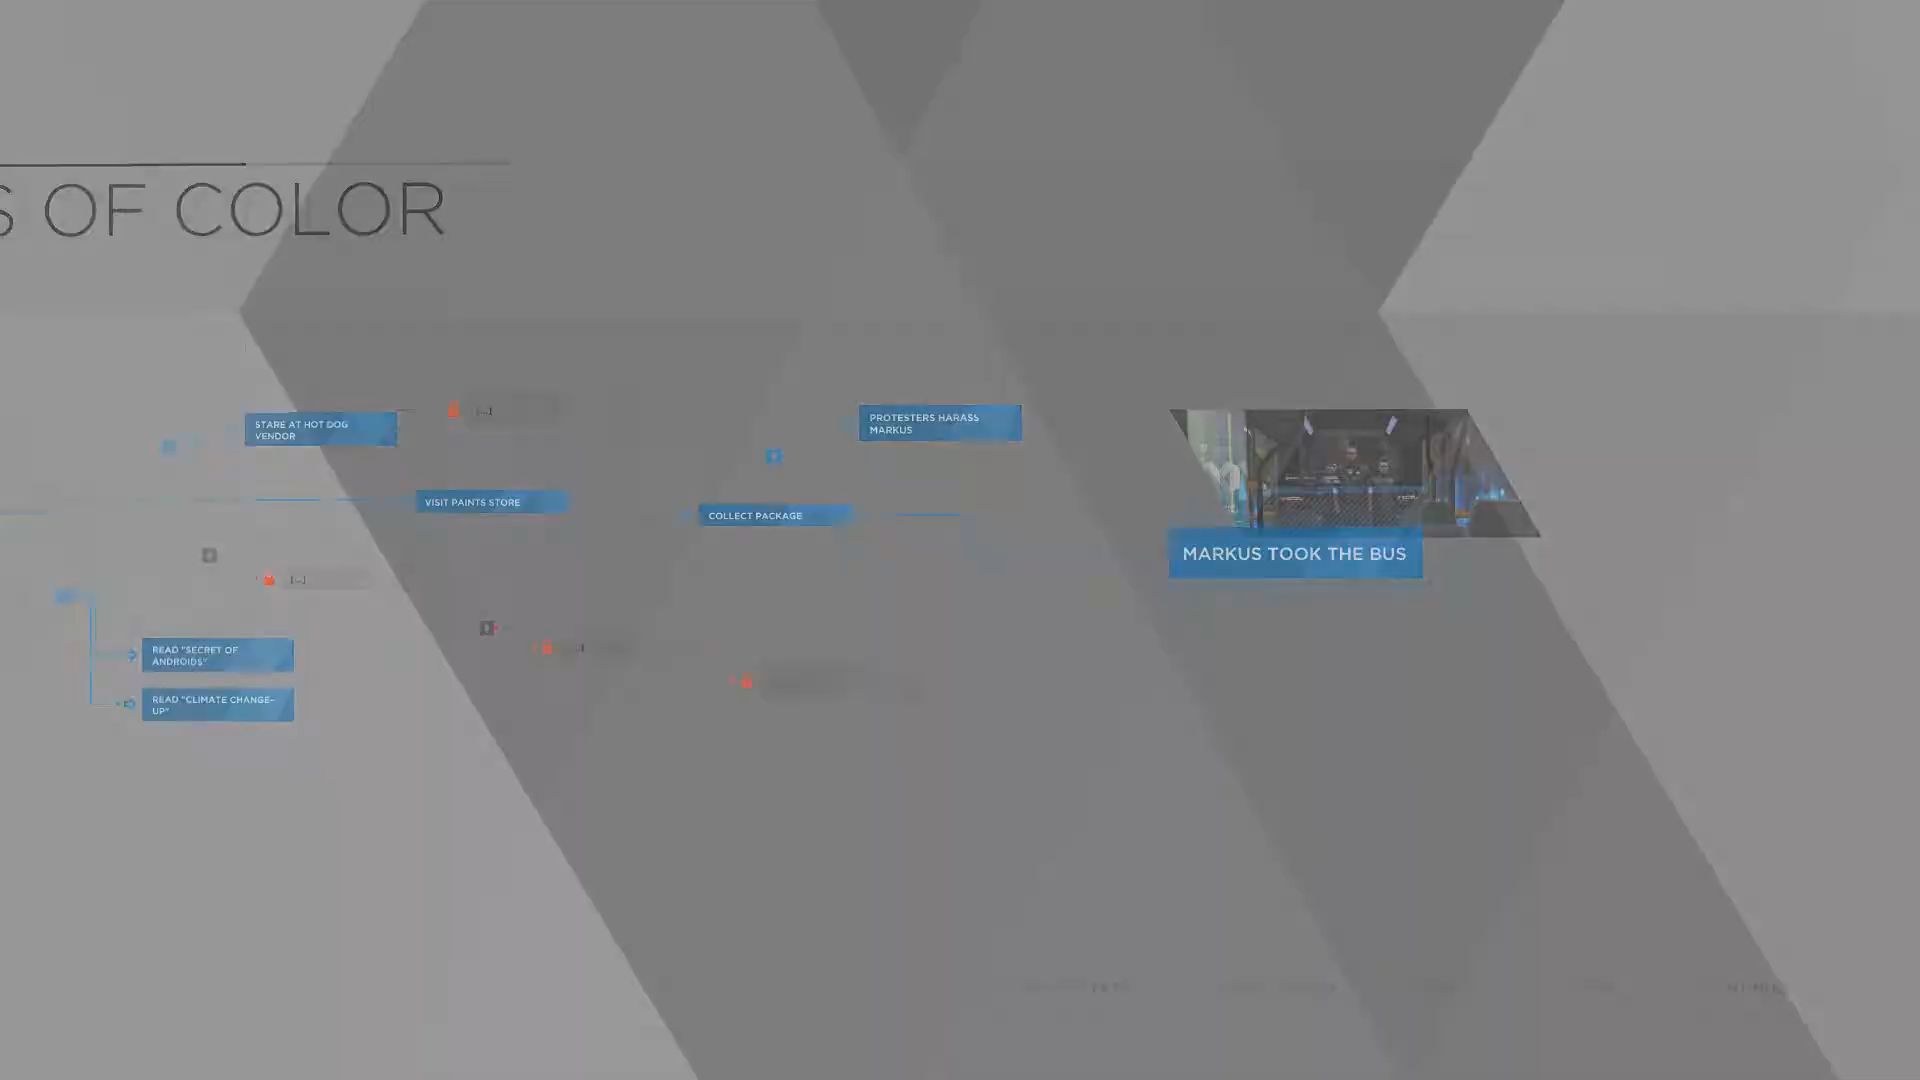 S OF COLOR
STARE AT HOT DOG
VENDOR
[...]
PROTESTERS HARASS
MARKUS
VISIT PAINTS STORE
COLLECT PACKAGE
MARKUS TOOK THE BUS
[...]
READ "SECRET OF
ANDROIDS"
READ "CLIMATE CHANGE-
UP"